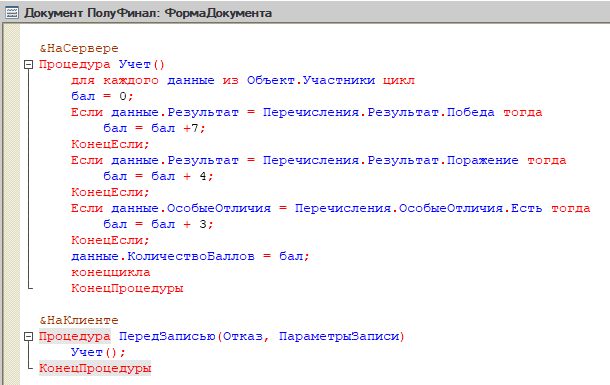 Документ ПолуФинал: ФормаДокумента
&НаСервере
Процедура Учет()
для каждого данные из Объект.Участники цикл
бал = 0;
Если данные.Результат = Перечисления.Результат.Победа тогда
бал = бал +7;
КонецЕсли;
Если данные.Результат = Перечисления.Результат.Поражение тогда
бал = бал + 4;
КонецЕсли;
Если данные.ОсобыеОтличия = Перечисления.ОсобыеОтличия.Есть тогда
бал = бал + 3;
КонецЕсли;
данные.КоличествоБаллов = бал;
конеццикла
КонецПроцедуры
&НаКлиенте
Процедура ПередЗаписью(Отказ, ПараметрыЗаписи)
Учет();
КонецПроцедуры